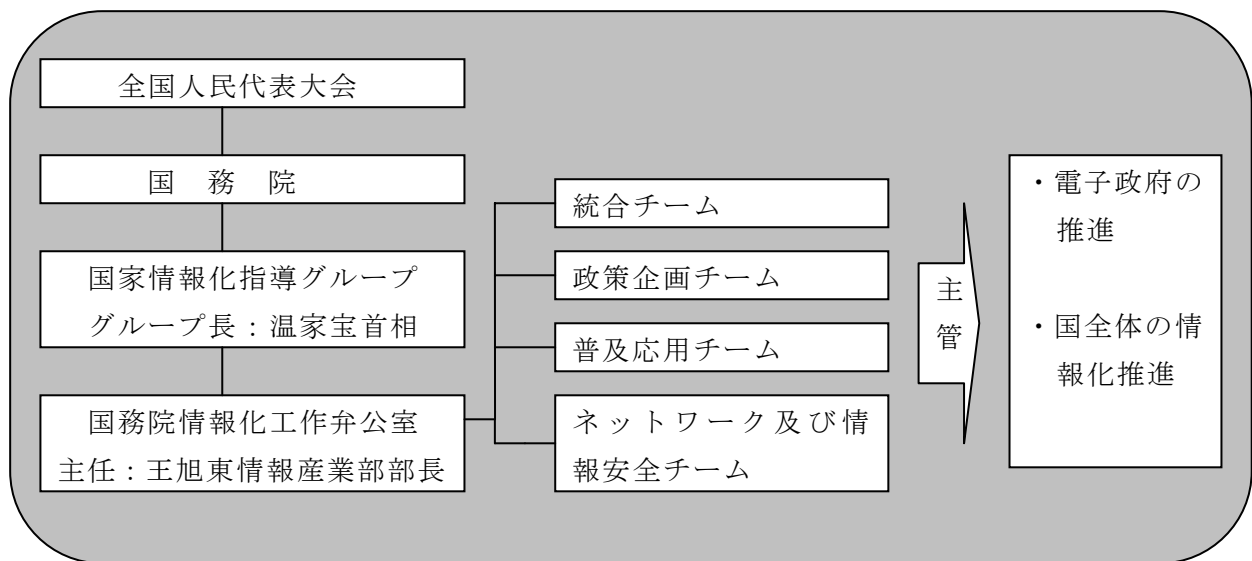 全国人民代表大会
国 務 院
国家情報化指導グループ
グループ長：温家宝首相
国務院情報化工作弁公室
主任：王旭東情報産業部部長
統合チーム
政策企画チーム
普及応用チーム
ネットワーク及び情
報安全チーム
主
管
・電子政府の
推進
・国全体の情
報化推進